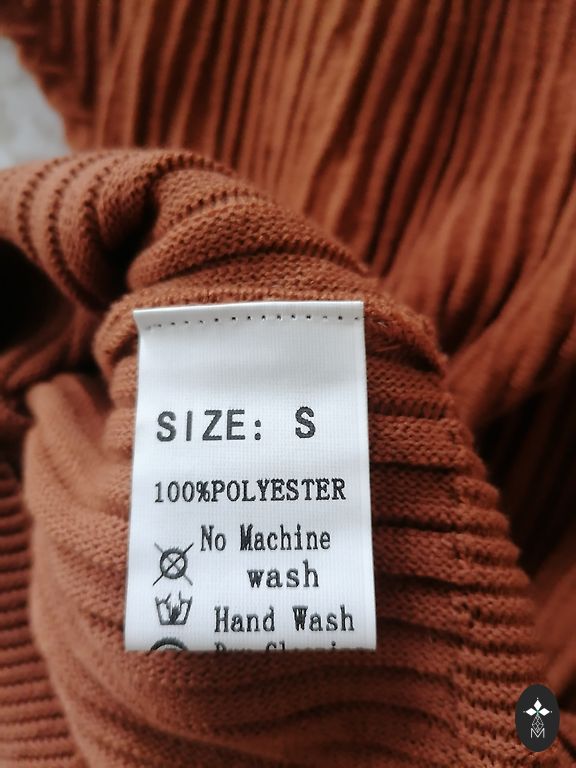 SIZE: S
100%POLYESTER
No Machine
wash
Hand Wash
M